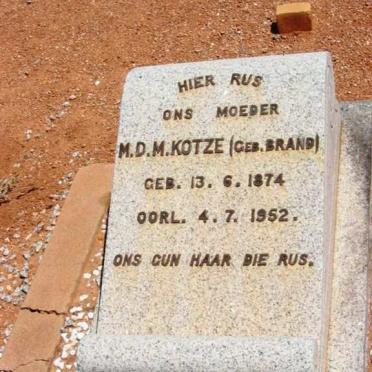 HIER RUS
ONS MOEDER
M.D.M. KOTZE (GEB. BRAND)
GEB. 13. 6. 1874
OORL. 4. 7. 1952.
ONS GUN HAAR DIE RUS.